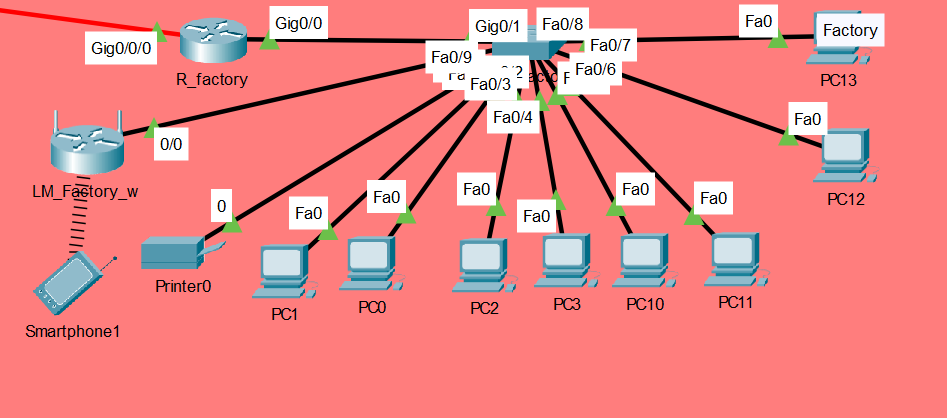 Gig0/0/0
R_factory
Gig0/0
Gig0/1
Fa0/8
Fa0/7
Fa0/9
Fa0/6
Fa0/3
Fa0/4
Fa0
Factory
PC13
Fa0
PC12
0/0
LM_Factory_w
Smartphone1
0
Printer0
Fa0
PC1
Fa0
PC0
Fa0
PC2
Fa0
PC3
Fa0
PC10
Fa0
PC11